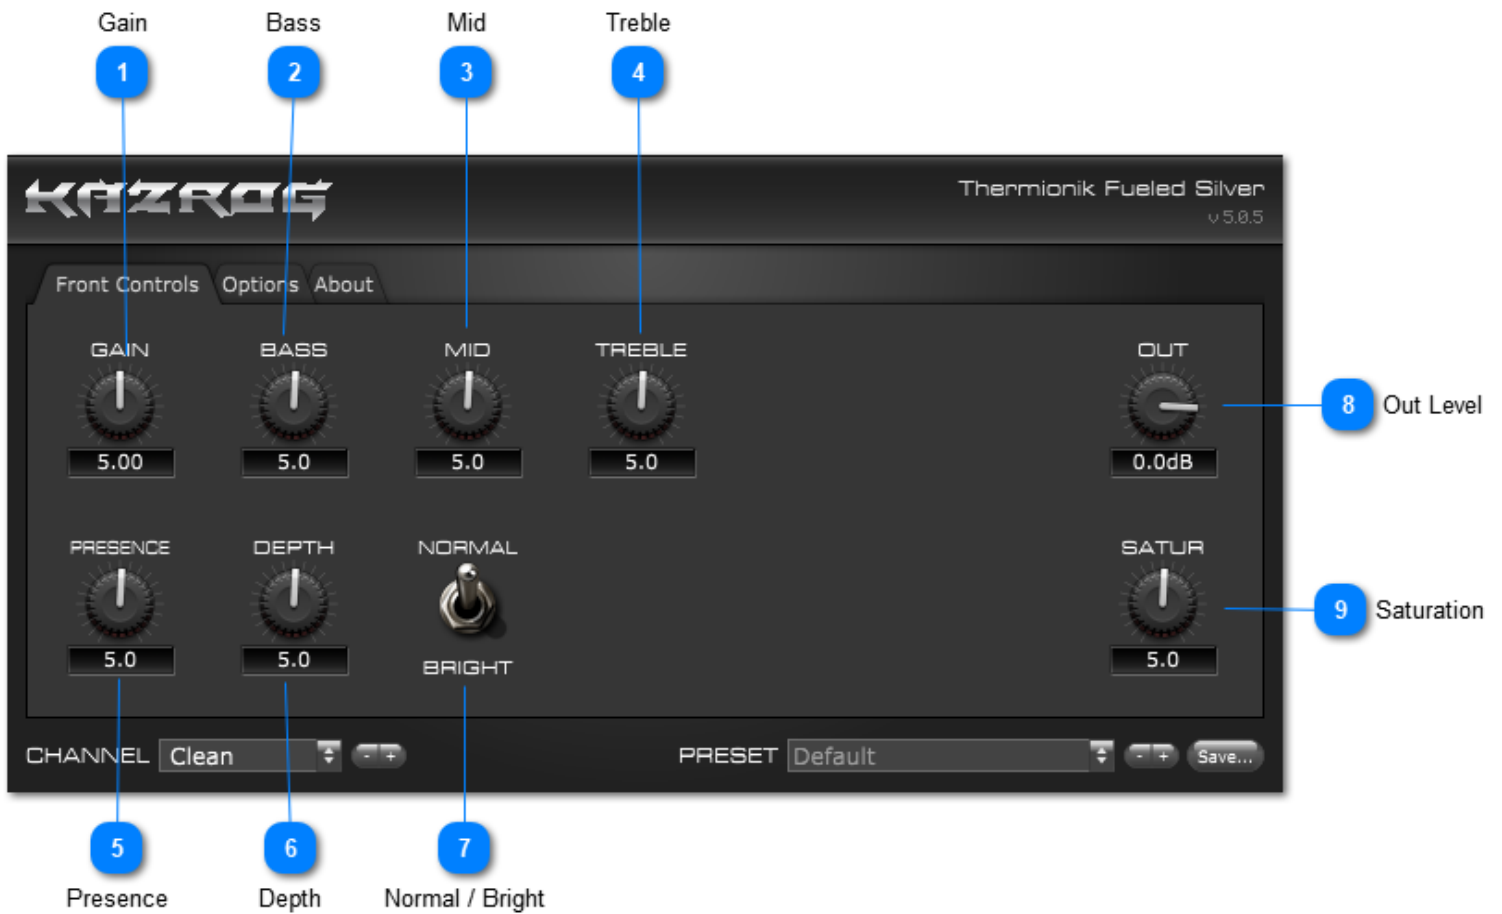 Gain Bass Mid Treble
1 2 3 4
KAZROG
Thermionik Fueled Silver
v 5.0.5
Front Controls Options About
GAIN BASS MID TREBLE OUT
8 Out Level
5.00 5.0 5.0 5.0 0.0dB
PRESENCE DEPTH NORMAL SATUR
9 Saturation
5.0 5.0 BRIGHT 5.0
CHANNEL Clean - + PRESET Default - + Save...
5 6 7
Presence Depth Normal / Bright